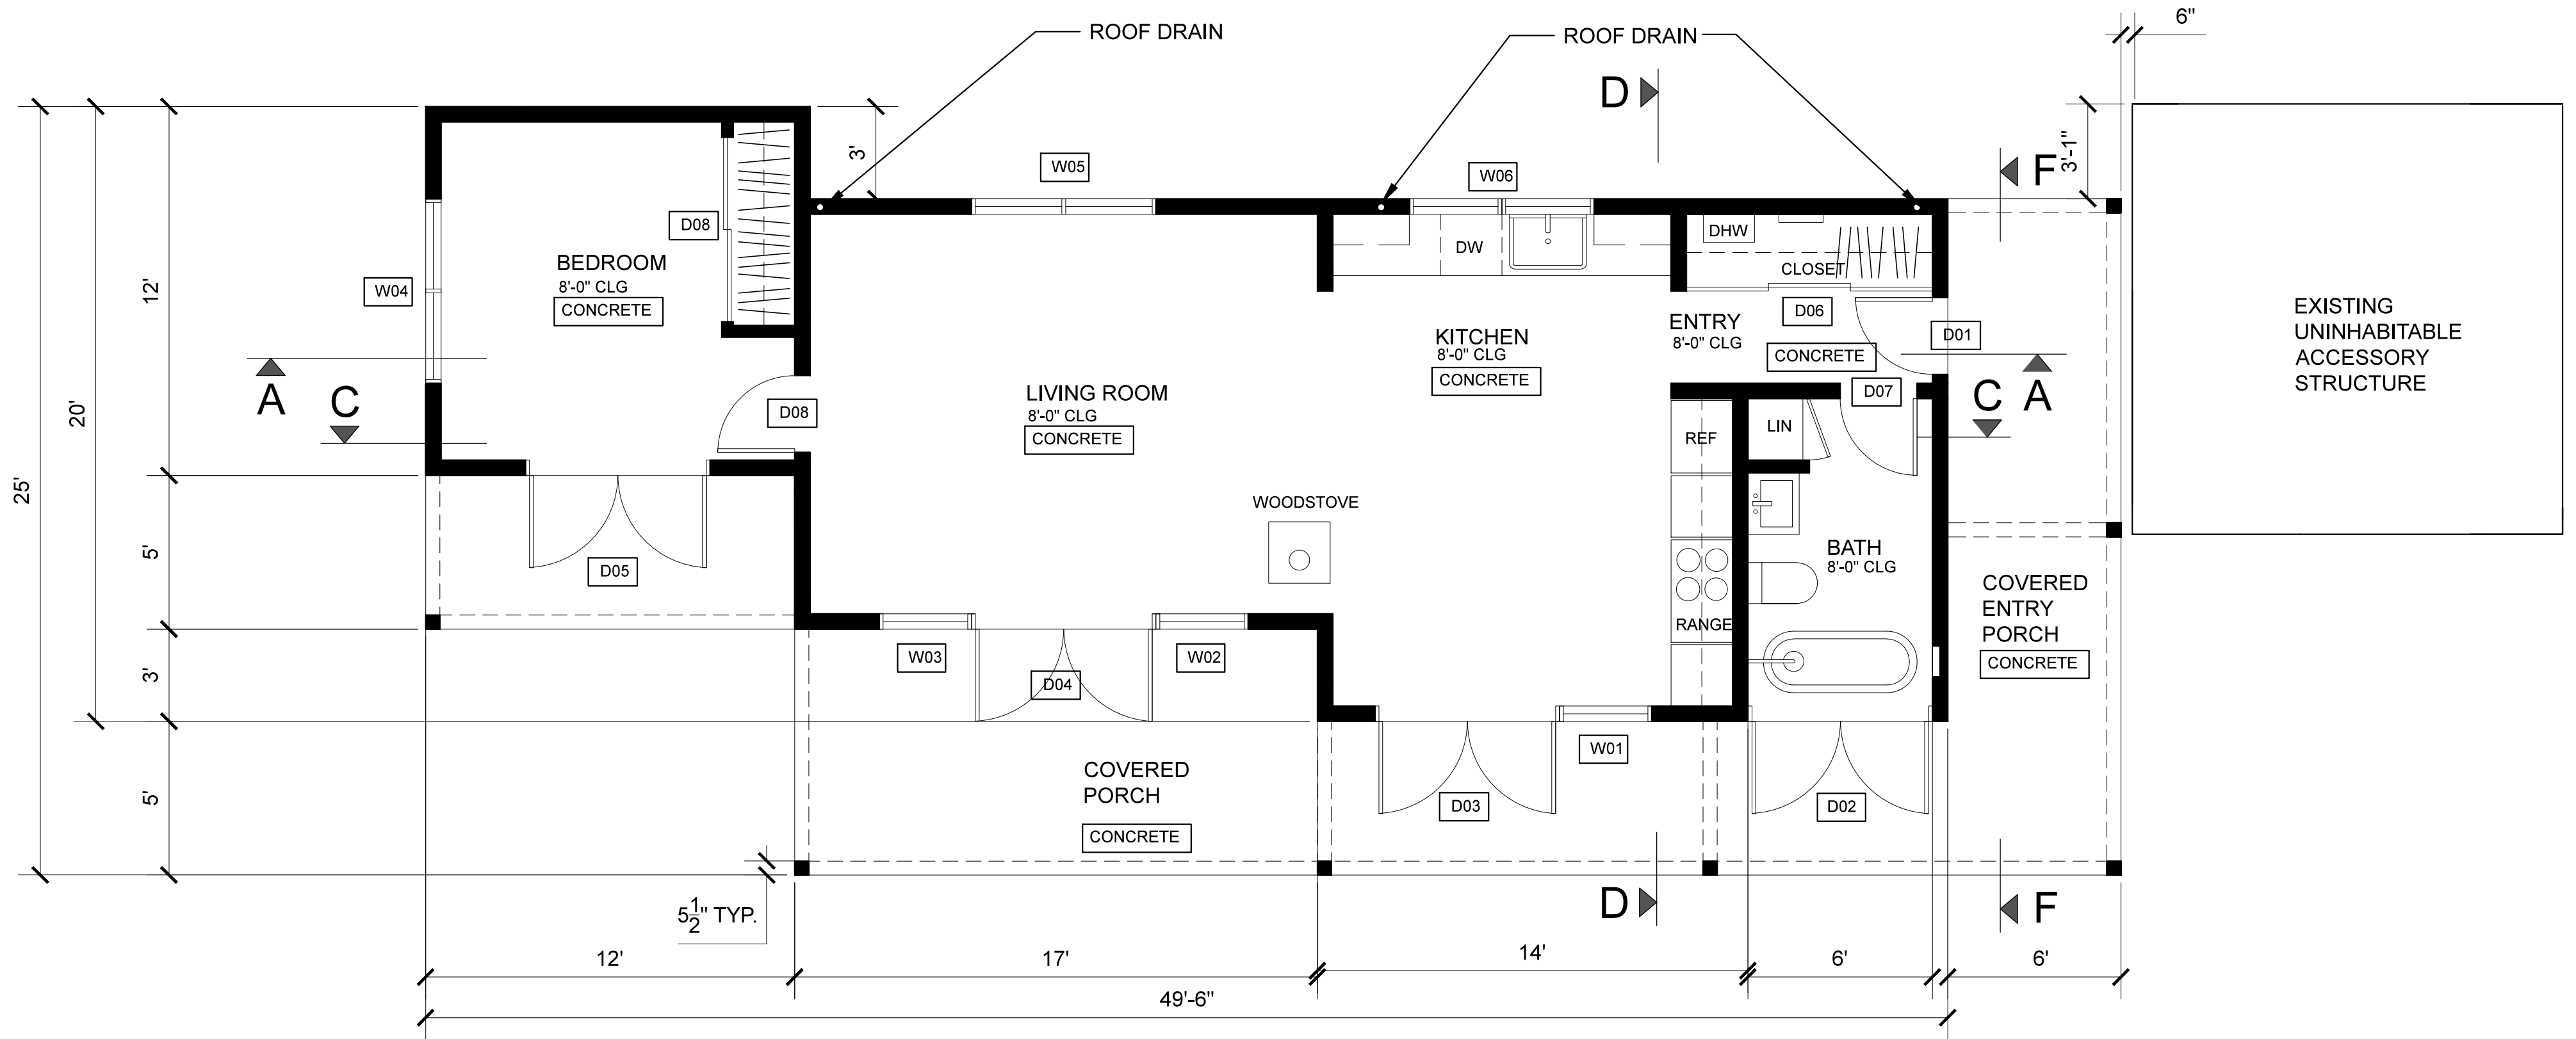 6"
ROOF DRAIN
ROOF DRAIN
D
3'
W05
W06
F
3'-1"
D08
DHW
DW
BEDROOM
8'-0" CLG
CONCRETE
CLOSET
W04
12'
EXISTING
UNINHABITABLE
ACCESSORY
STRUCTURE
D06
ENTRY
8'-0" CLG
D01
KITCHEN
8'-0" CLG
CONCRETE
CONCRETE
A
C
LIVING ROOM
8'-0" CLG
CONCRETE
D07
C
A
20'
D08
LIN
REF
25'
WOODSTOVE
5'
D05
BATH
8'-0" CLG
COVERED
ENTRY
PORCH
CONCRETE
RANGE
3'
W03
D04
W02
W01
COVERED
PORCH
CONCRETE
5'
D03
D02
5 1/2" TYP.
D
F
12'
17'
14'
6'
6'
49'-6"